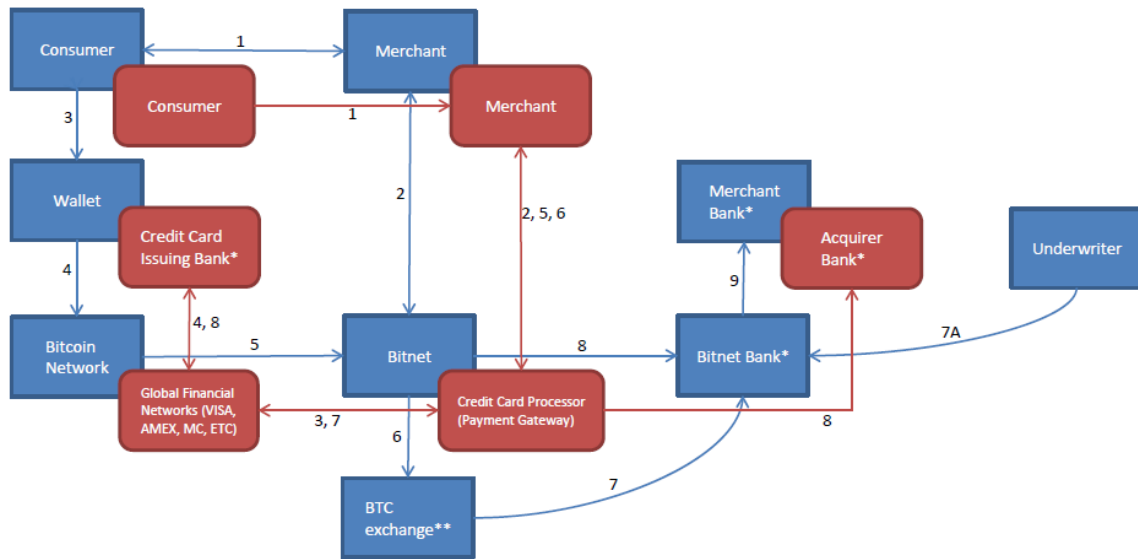 Consumer
1
Merchant
Consumer
1
Merchant
3
Wallet
2
2, 5, 6
Merchant
Bank*
Credit Card
Issuing Bank*
Acquirer
Bank*
Underwriter
4
9
4, 8
7A
Bitcoin
Network
5
Bitnet
8
Bitnet Bank*
Global Financial
Networks (VISA,
AMEX, MC, ETC)
3, 7
Credit Card Processor
(Payment Gateway)
8
6
7
BTC
exchange**